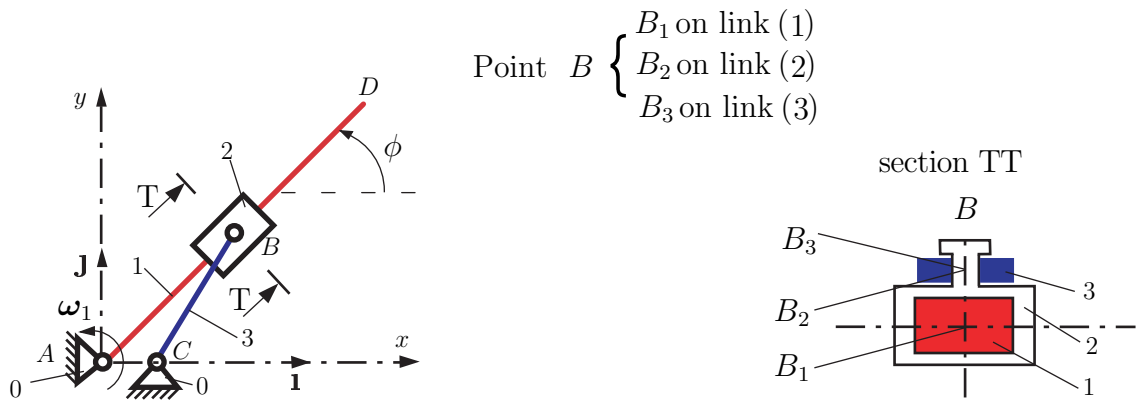 B₁ on link (1)
Point B { B₂ on link (2)
B₃ on link (3)
y
D
ϕ
2
T
section TT
B
B₃
B
J
1
T
B₂
3
ω₁
3
2
A
C
x
0
0
ı
B₁
1